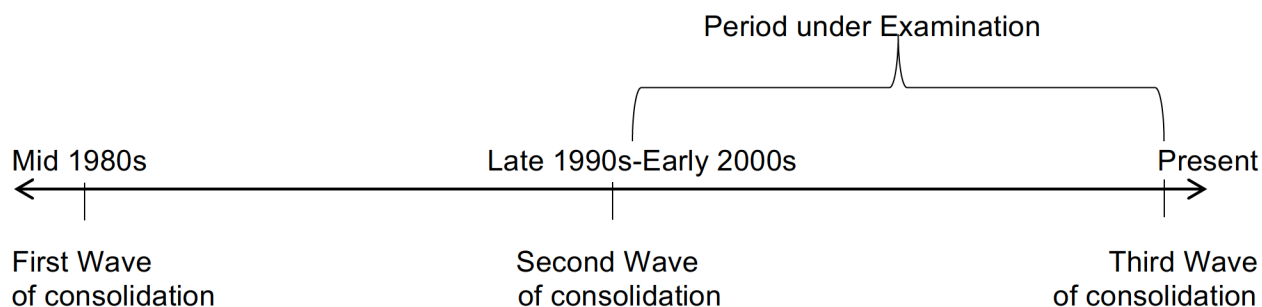 Period under Examination
Mid 1980s
Late 1990s-Early 2000s
Present
First Wave
of consolidation
Second Wave
of consolidation
Third Wave
of consolidation